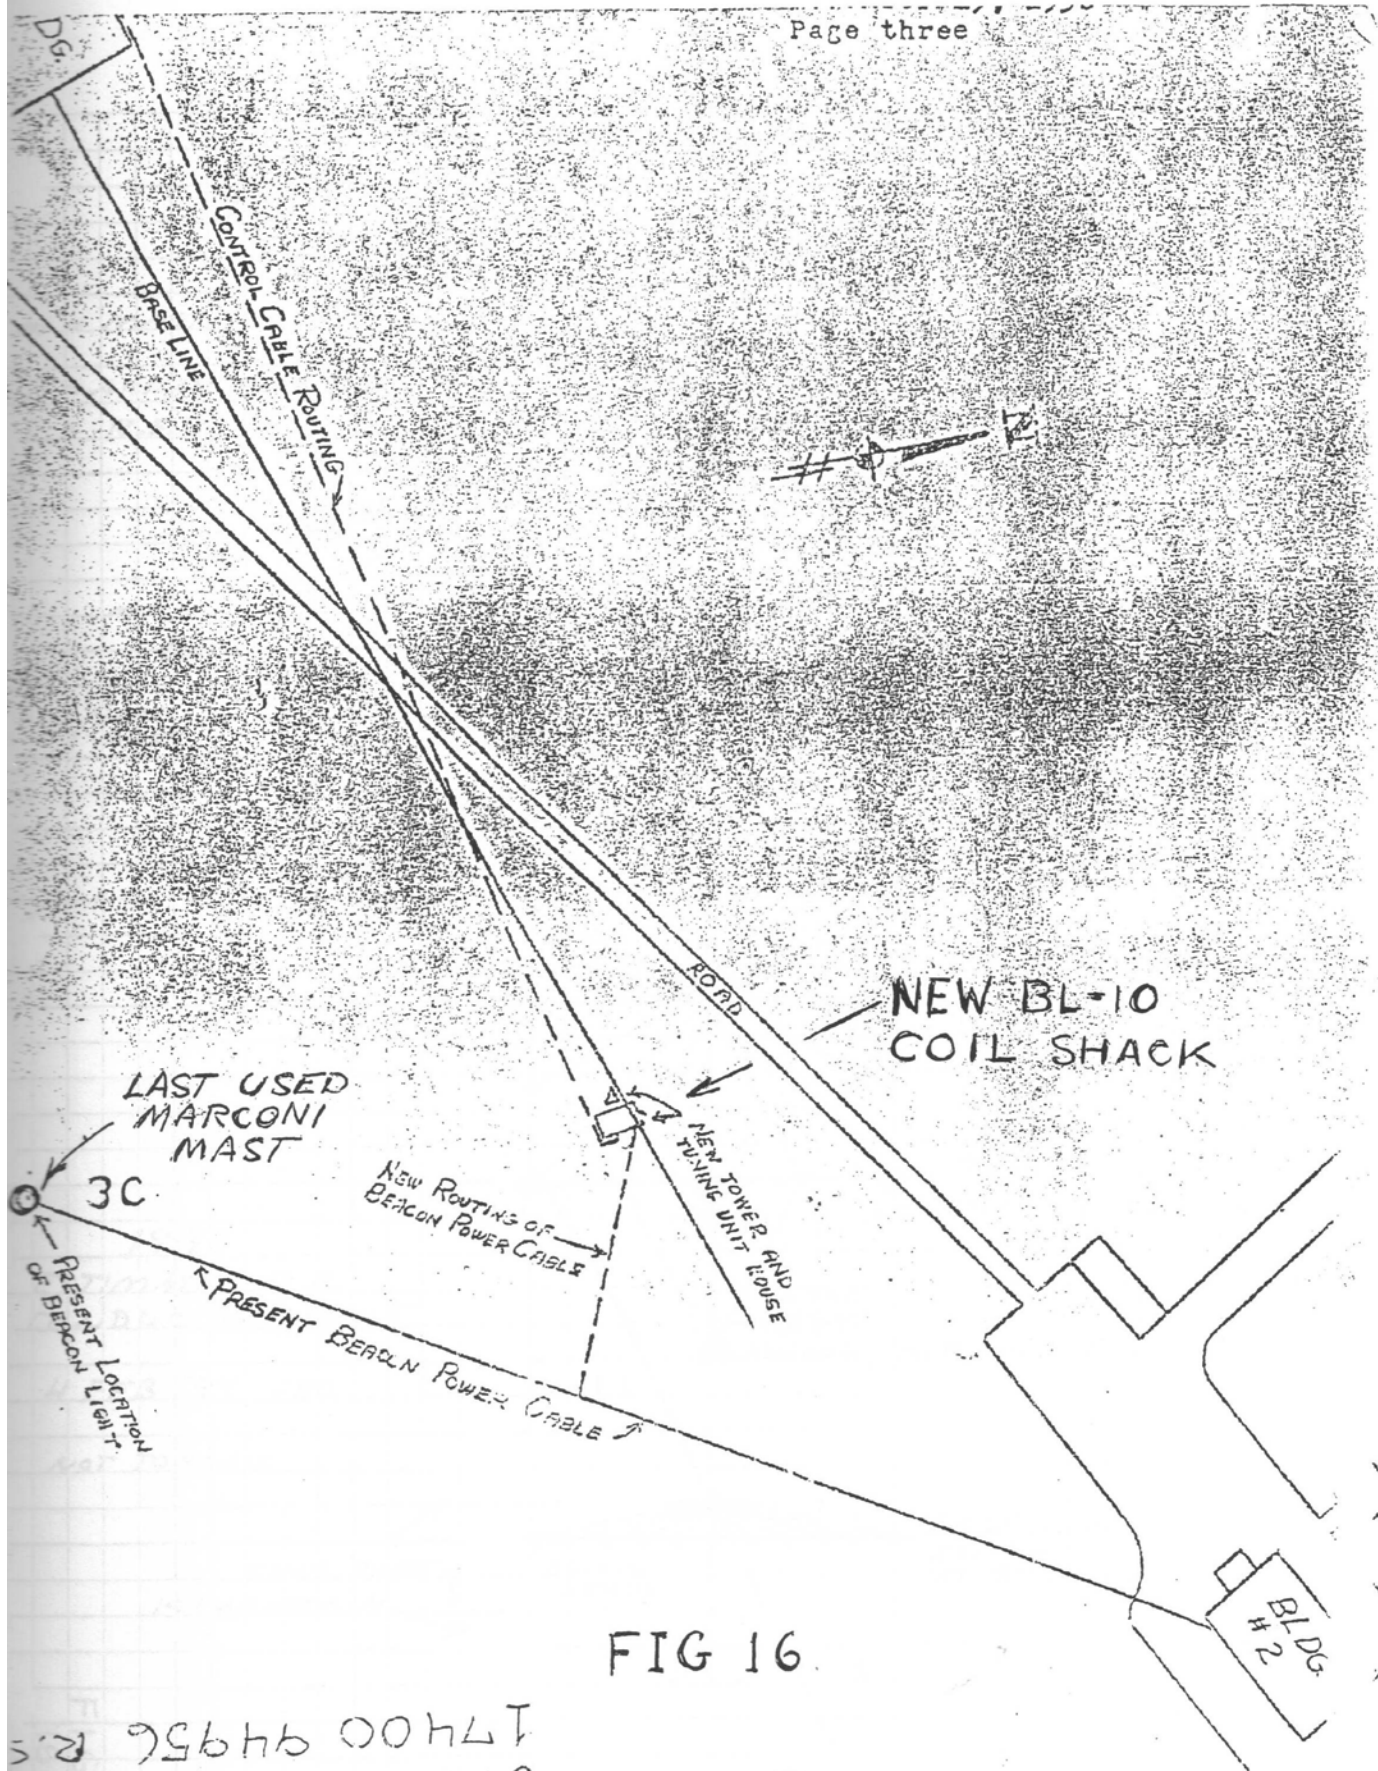 Page three
DG.
CONTROL CABLE ROUTING
BASE LINE
N
ROAD
NEW BL-10
COIL SHACK
LAST USED
MARCONI
MAST
3C
NEW TOWER AND
TUNING UNIT HOUSE
NEW ROUTING OF
BEACON POWER CABLE
PRESENT LOCATION
OF BEACON LIGHT
PRESENT BEACON POWER CABLE
BLDG
#2
FIG 16
17400 44956 R.S